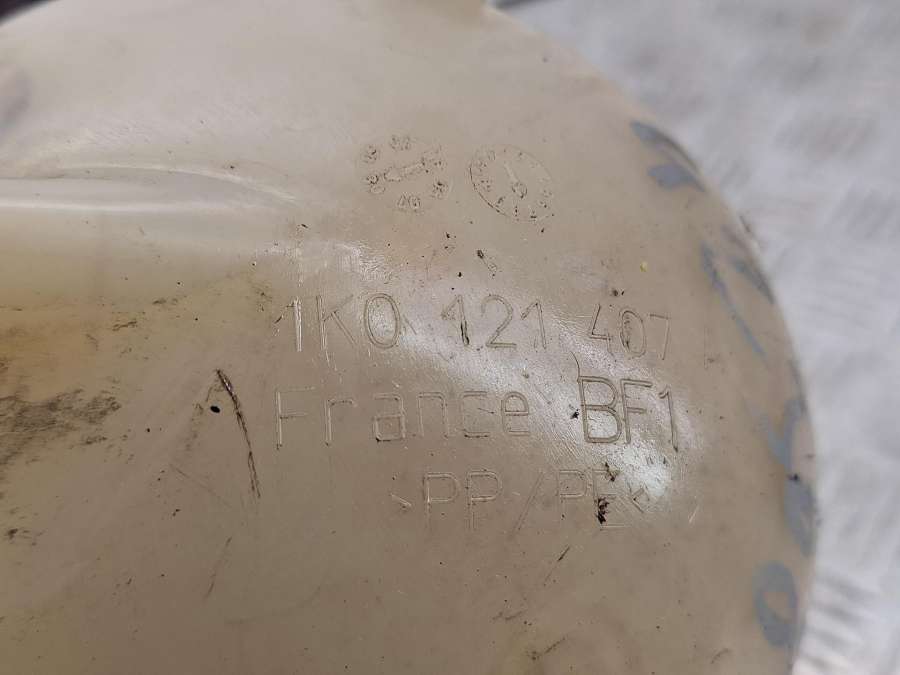 1K0 121 407
France BF1
>PP/PE<